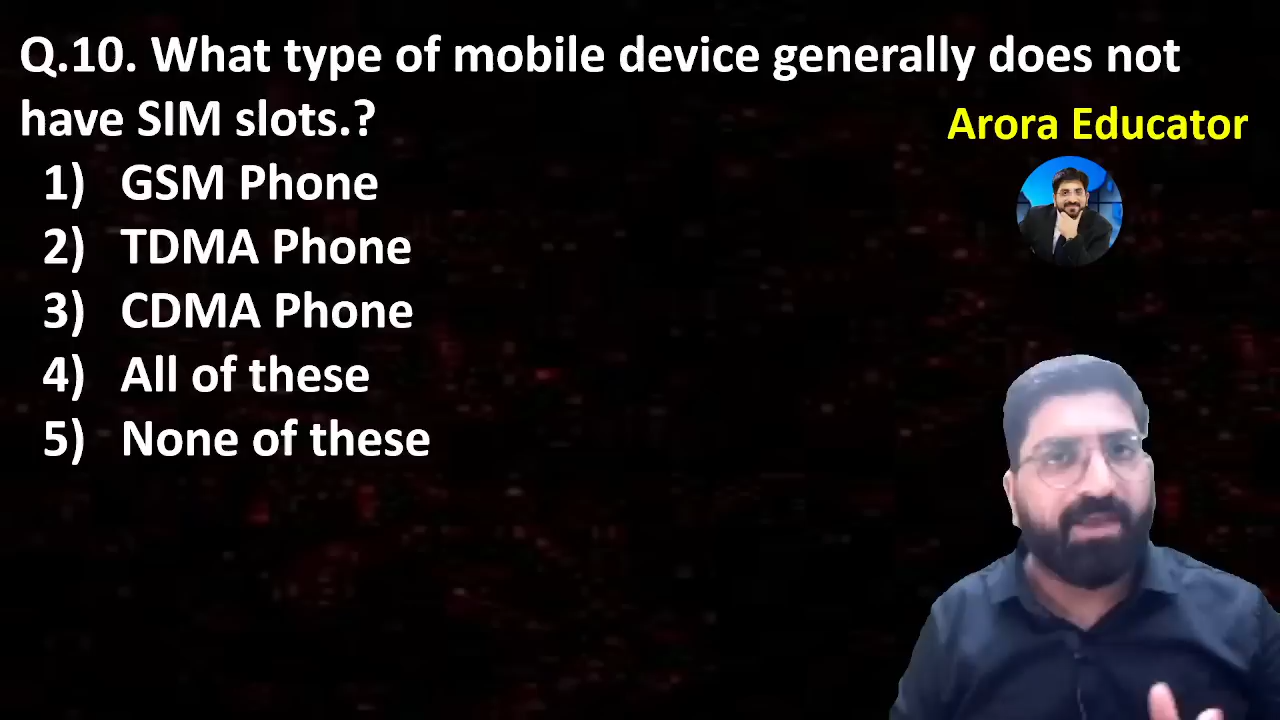 Q.10. What type of mobile device generally does not
have SIM slots.?
Arora Educator
1) GSM Phone
2) TDMA Phone
3) CDMA Phone
4) All of these
5) None of these